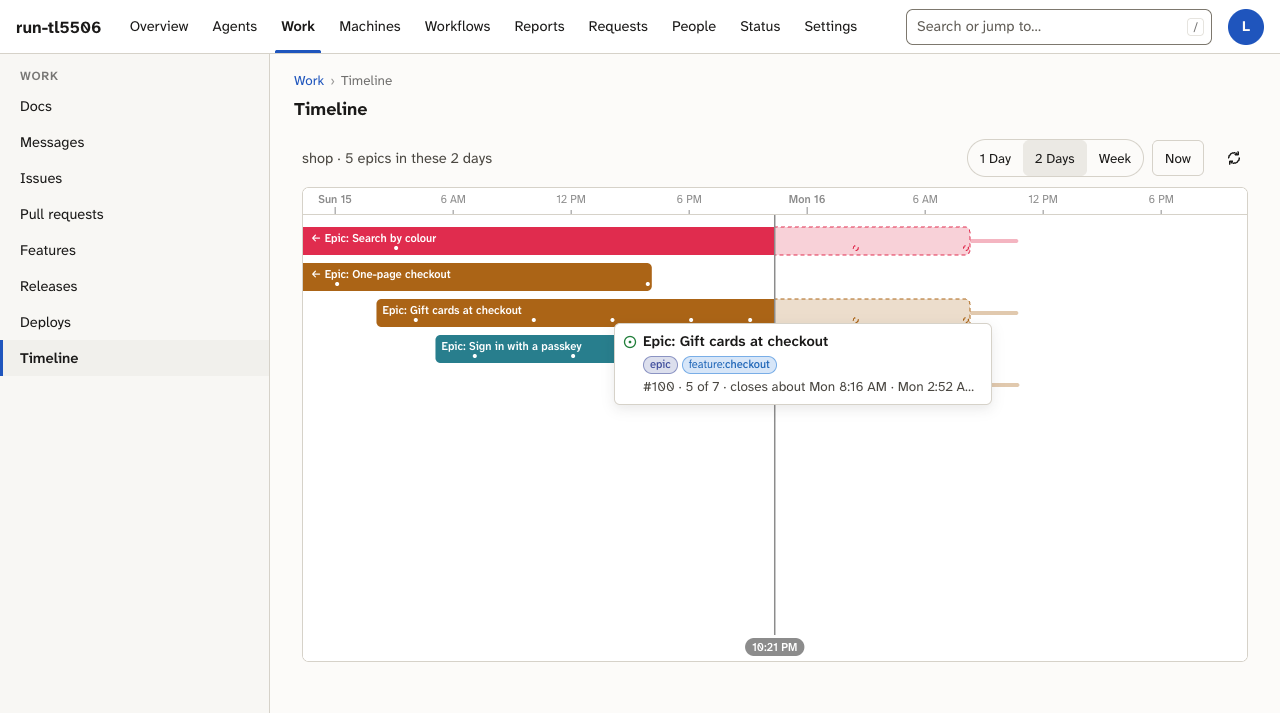 run-tl5506
Overview
Agents
Work
Machines
Workflows
Reports
Requests
People
Status
Settings
Search or jump to...
/
L
WORK
Docs
Messages
Issues
Pull requests
Features
Releases
Deploys
Timeline
Work › Timeline
Timeline
shop · 5 epics in these 2 days
1 Day
2 Days
Week
Now
Sun 15
6 AM
12 PM
6 PM
Mon 16
6 AM
12 PM
6 PM
← Epic: Search by colour
← Epic: One-page checkout
Epic: Gift cards at checkout
Epic: Sign in with a passkey
Epic: Gift cards at checkout
epic
feature:checkout
#100 · 5 of 7 · closes about Mon 8:16 AM · Mon 2:52 A...
10:21 PM